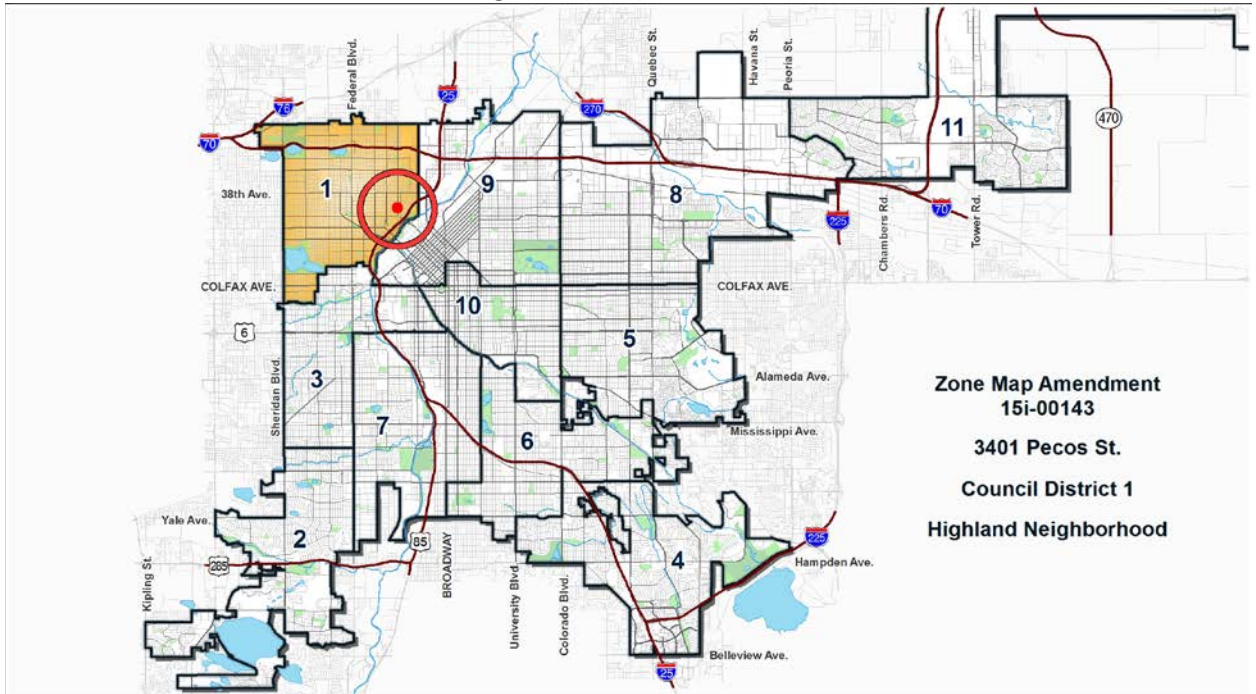 Federal Blvd.
Quebec St.
Havana St.
Peoria St.
76
25
270
70
470
11
1
9
8
38th Ave.
225
Chambers Rd.
70
Tower Rd.
COLFAX AVE.
COLFAX AVE.
10
6
5
Sheridan Blvd.
3
Alameda Ave.
7
Mississippi Ave.
6
Zone Map Amendment
15i-00143
3401 Pecos St.
Council District 1
Highland Neighborhood
Yale Ave.
2
85
285
BROADWAY
University Blvd
Colorado Blvd.
4
225
Hampden Ave.
Kipling St.
Belleview Ave.
25